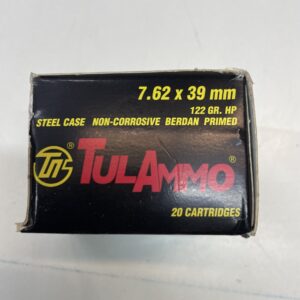 7.62 x 39 mm
122 GR. HP
STEEL CASE NON-CORROSIVE BERDAN PRIMED
® TULAMMO®
20 CARTRIDGES